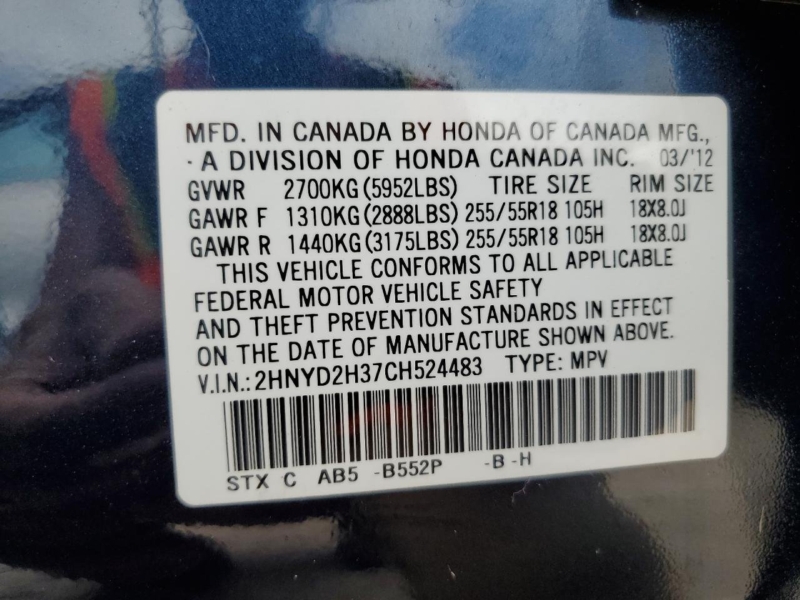 MFD. IN CANADA BY HONDA OF CANADA MFG.,
·A DIVISION OF HONDA CANADA INC. 03/'12
GVWR 2700KG(5952LBS) TIRE SIZE RIM SIZE
GAWR F 1310KG(2888LBS) 255/55R18 105H 18X8.0J
GAWR R 1440KG(3175LBS) 255/55R18 105H 18X8.0J
THIS VEHICLE CONFORMS TO ALL APPLICABLE
FEDERAL MOTOR VEHICLE SAFETY
AND THEFT PREVENTION STANDARDS IN EFFECT
ON THE DATE OF MANUFACTURE SHOWN ABOVE.
V.I.N.:2HNYD2H37CH524483 TYPE: MPV
STX C AB5 -B552P -B -H